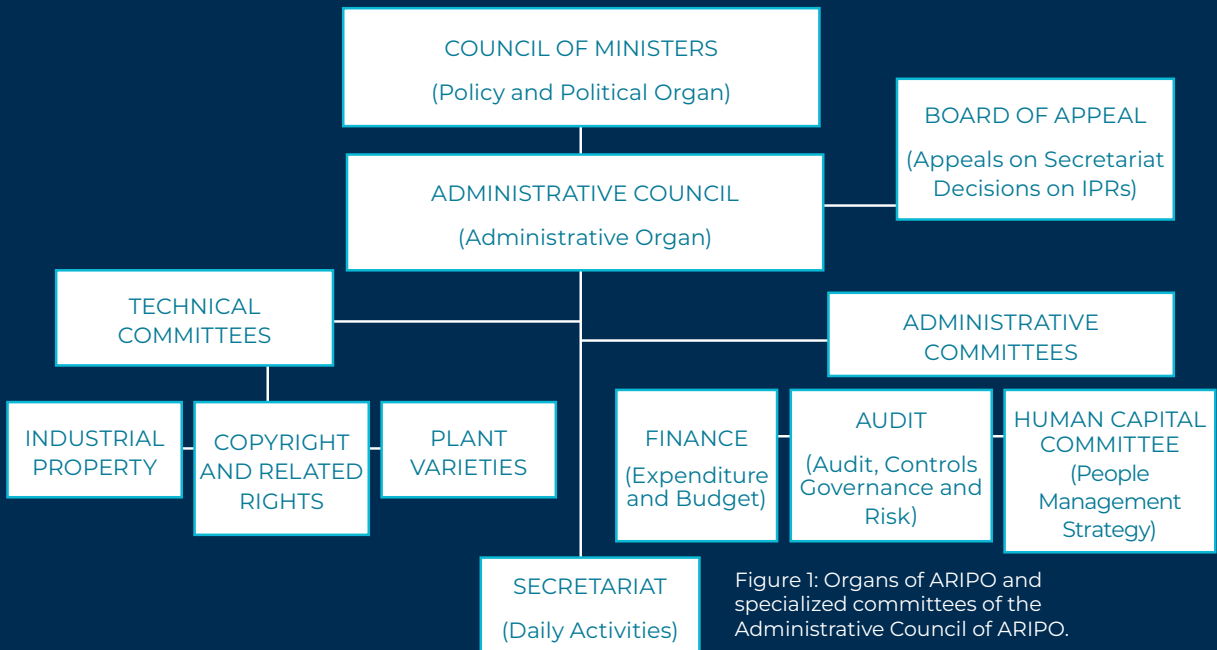 COUNCIL OF MINISTERS
(Policy and Political Organ)
BOARD OF APPEAL
(Appeals on Secretariat
Decisions on IPRs)
ADMINISTRATIVE COUNCIL
(Administrative Organ)
TECHNICAL
COMMITTEES
ADMINISTRATIVE
COMMITTEES
INDUSTRIAL
PROPERTY
COPYRIGHT
AND RELATED
RIGHTS
PLANT
VARIETIES
FINANCE
(Expenditure
and Budget)
AUDIT
(Audit, Controls
Governance and
Risk)
HUMAN CAPITAL
COMMITTEE
(People
Management
Strategy)
SECRETARIAT
(Daily Activities)
Figure 1: Organs of ARIPO and
specialized committees of the
Administrative Council of ARIPO.